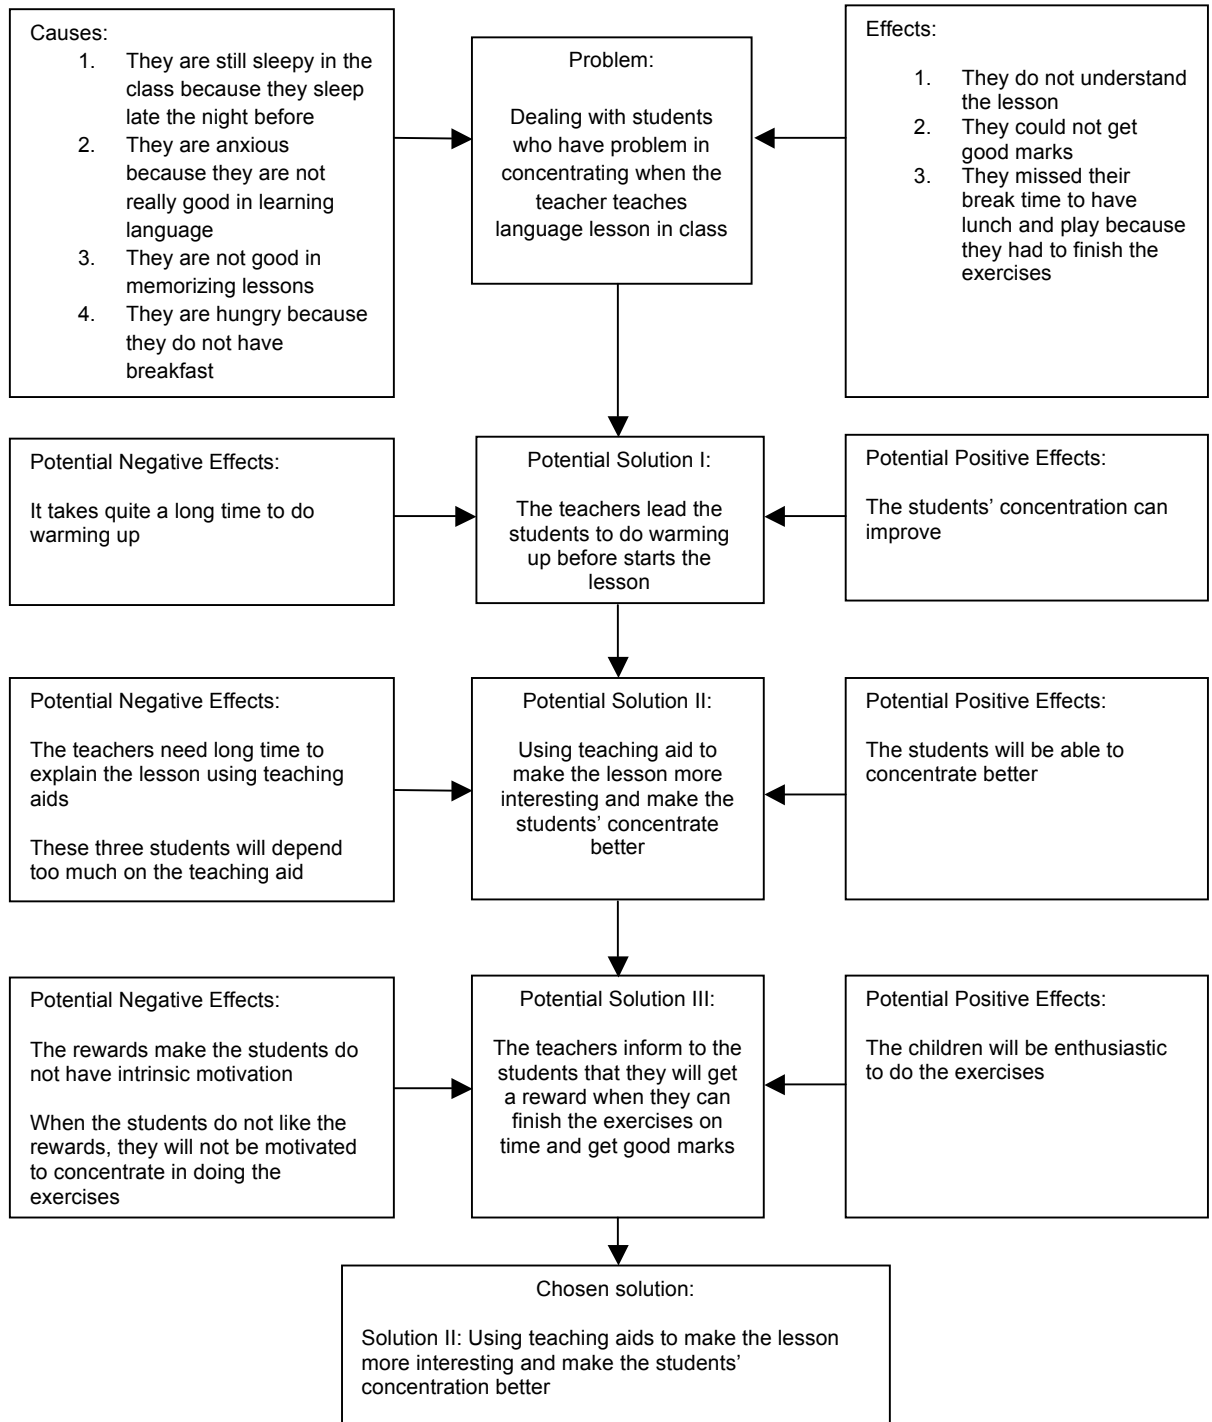 Causes:
1. They are still sleepy in the
class because they sleep
late the night before
2. They are anxious
because they are not
really good in learning
language
3. They are not good in
memorizing lessons
4. They are hungry because
they do not have
breakfast
Problem:
Dealing with students
who have problem in
concentrating when the
teacher teaches
language lesson in class
Effects:
1. They do not understand
the lesson
2. They could not get
good marks
3. They missed their
break time to have
lunch and play because
they had to finish the
exercises
Potential Negative Effects:
It takes quite a long time to do
warming up
Potential Solution I:
The teachers lead the
students to do warming
up before starts the
lesson
Potential Positive Effects:
The students’ concentration can
improve
Potential Negative Effects:
The teachers need long time to
explain the lesson using teaching
aids
These three students will depend
too much on the teaching aid
Potential Solution II:
Using teaching aid to
make the lesson more
interesting and make the
students’ concentrate
better
Potential Positive Effects:
The students will be able to
concentrate better
Potential Negative Effects:
The rewards make the students do
not have intrinsic motivation
When the students do not like the
rewards, they will not be motivated
to concentrate in doing the
exercises
Potential Solution III:
The teachers inform to the
students that they will get
a reward when they can
finish the exercises on
time and get good marks
Potential Positive Effects:
The children will be enthusiastic
to do the exercises
Chosen solution:
Solution II: Using teaching aids to make the lesson
more interesting and make the students’
concentration better